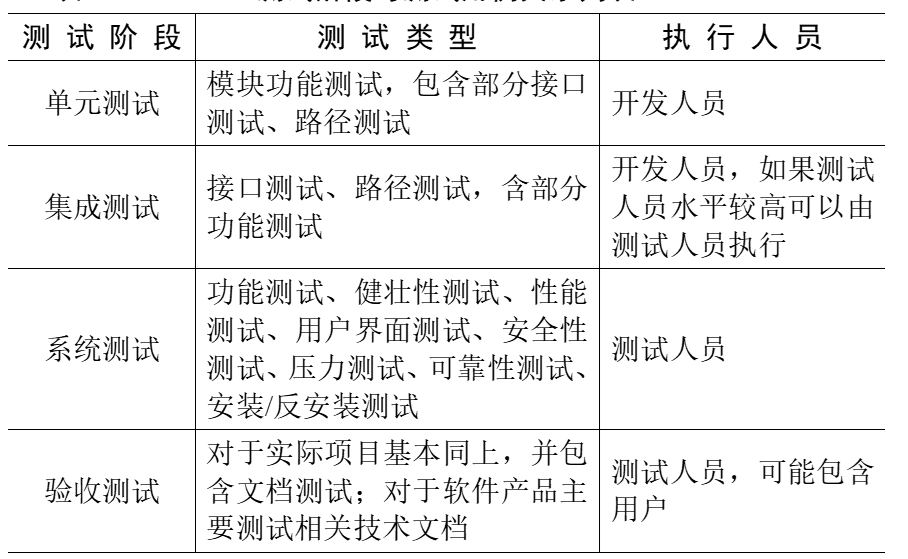 测试阶段 测试类型 执行人员
单元测试
模块功能测试，包含部分接口
测试、路径测试
开发人员
集成测试
接口测试、路径测试，含部分
功能测试
开发人员，如果测试
人员水平较高可以由
测试人员执行
系统测试
功能测试、健壮性测试、性能
测试、用户界面测试、安全性
测试、压力测试、可靠性测试、
安装/反安装测试
测试人员
验收测试
对于实际项目基本同上，并包
含文档测试；对于软件产品主
要测试相关技术文档
测试人员，可能包含
用户